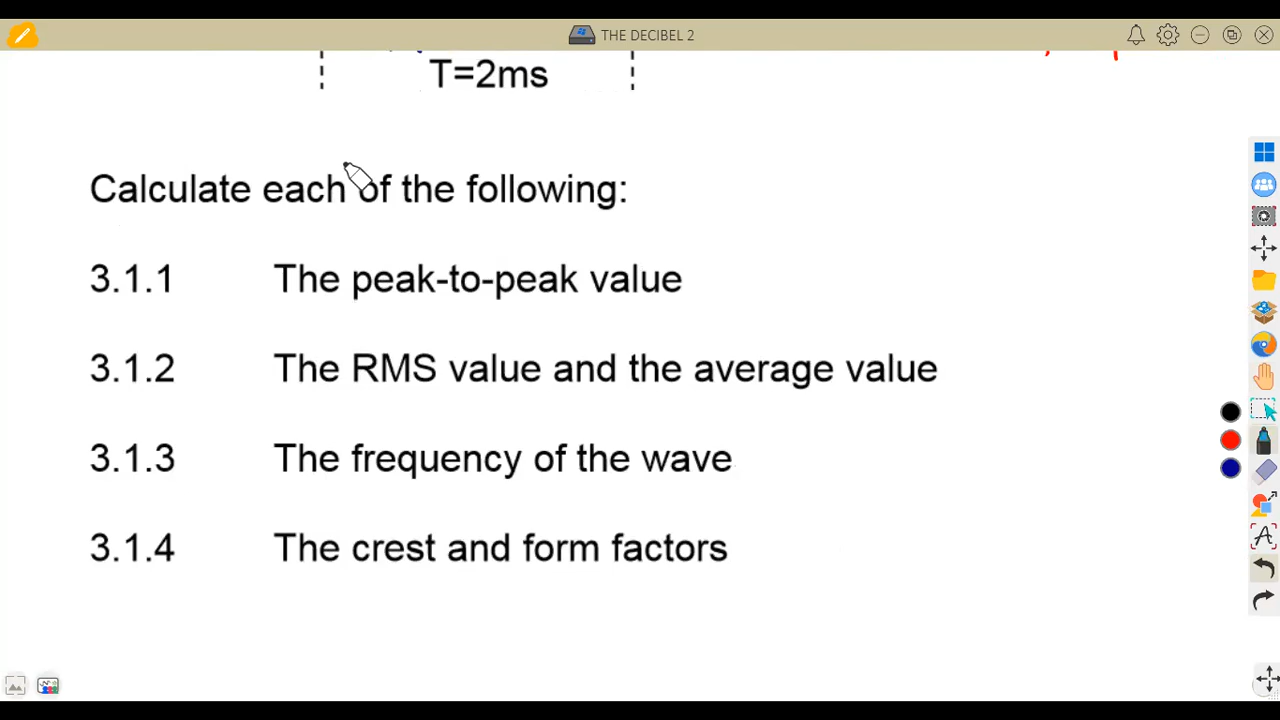 THE DECIBEL 2
T=2ms
Calculate each of the following:
3.1.1 The peak-to-peak value
3.1.2 The RMS value and the average value
3.1.3 The frequency of the wave
3.1.4 The crest and form factors